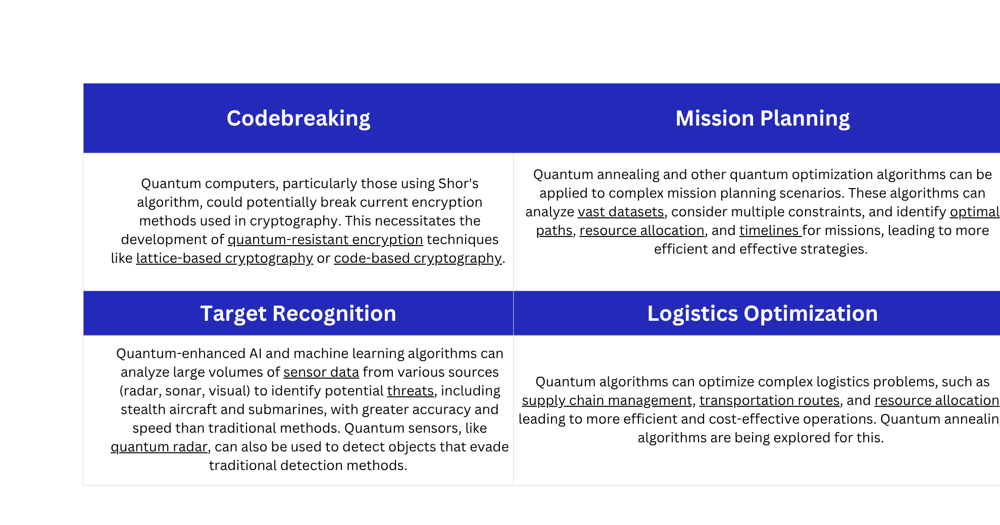 Codebreaking
Mission Planning
Quantum computers, particularly those using Shor's
algorithm, could potentially break current encryption
methods used in cryptography. This necessitates the
development of quantum-resistant encryption techniques
like lattice-based cryptography or code-based cryptography.
Quantum annealing and other quantum optimization algorithms can be
applied to complex mission planning scenarios. These algorithms can
analyze vast datasets, consider multiple constraints, and identify optimal
paths, resource allocation, and timelines for missions, leading to more
efficient and effective strategies.
Target Recognition
Logistics Optimization
Quantum-enhanced AI and machine learning algorithms can
analyze large volumes of sensor data from various sources
(radar, sonar, visual) to identify potential threats, including
stealth aircraft and submarines, with greater accuracy and
speed than traditional methods. Quantum sensors, like
quantum radar, can also be used to detect objects that evade
traditional detection methods.
Quantum algorithms can optimize complex logistics problems, such as
supply chain management, transportation routes, and resource allocation
leading to more efficient and cost-effective operations. Quantum annealin
algorithms are being explored for this.